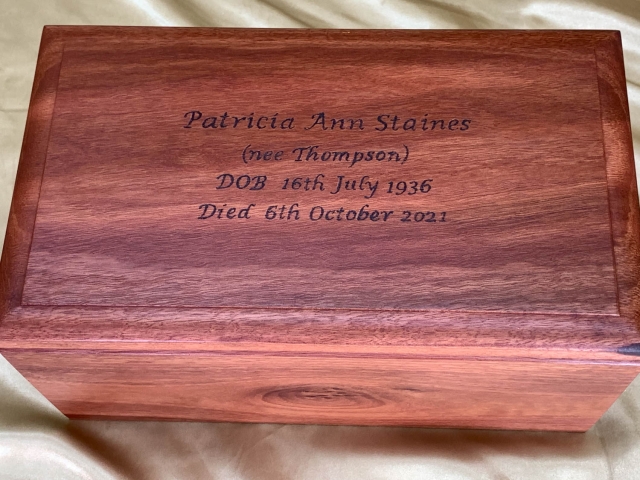 Patricia Ann Staines
(nee Thompson)
DOB 16th July 1936
Died 6th October 2021